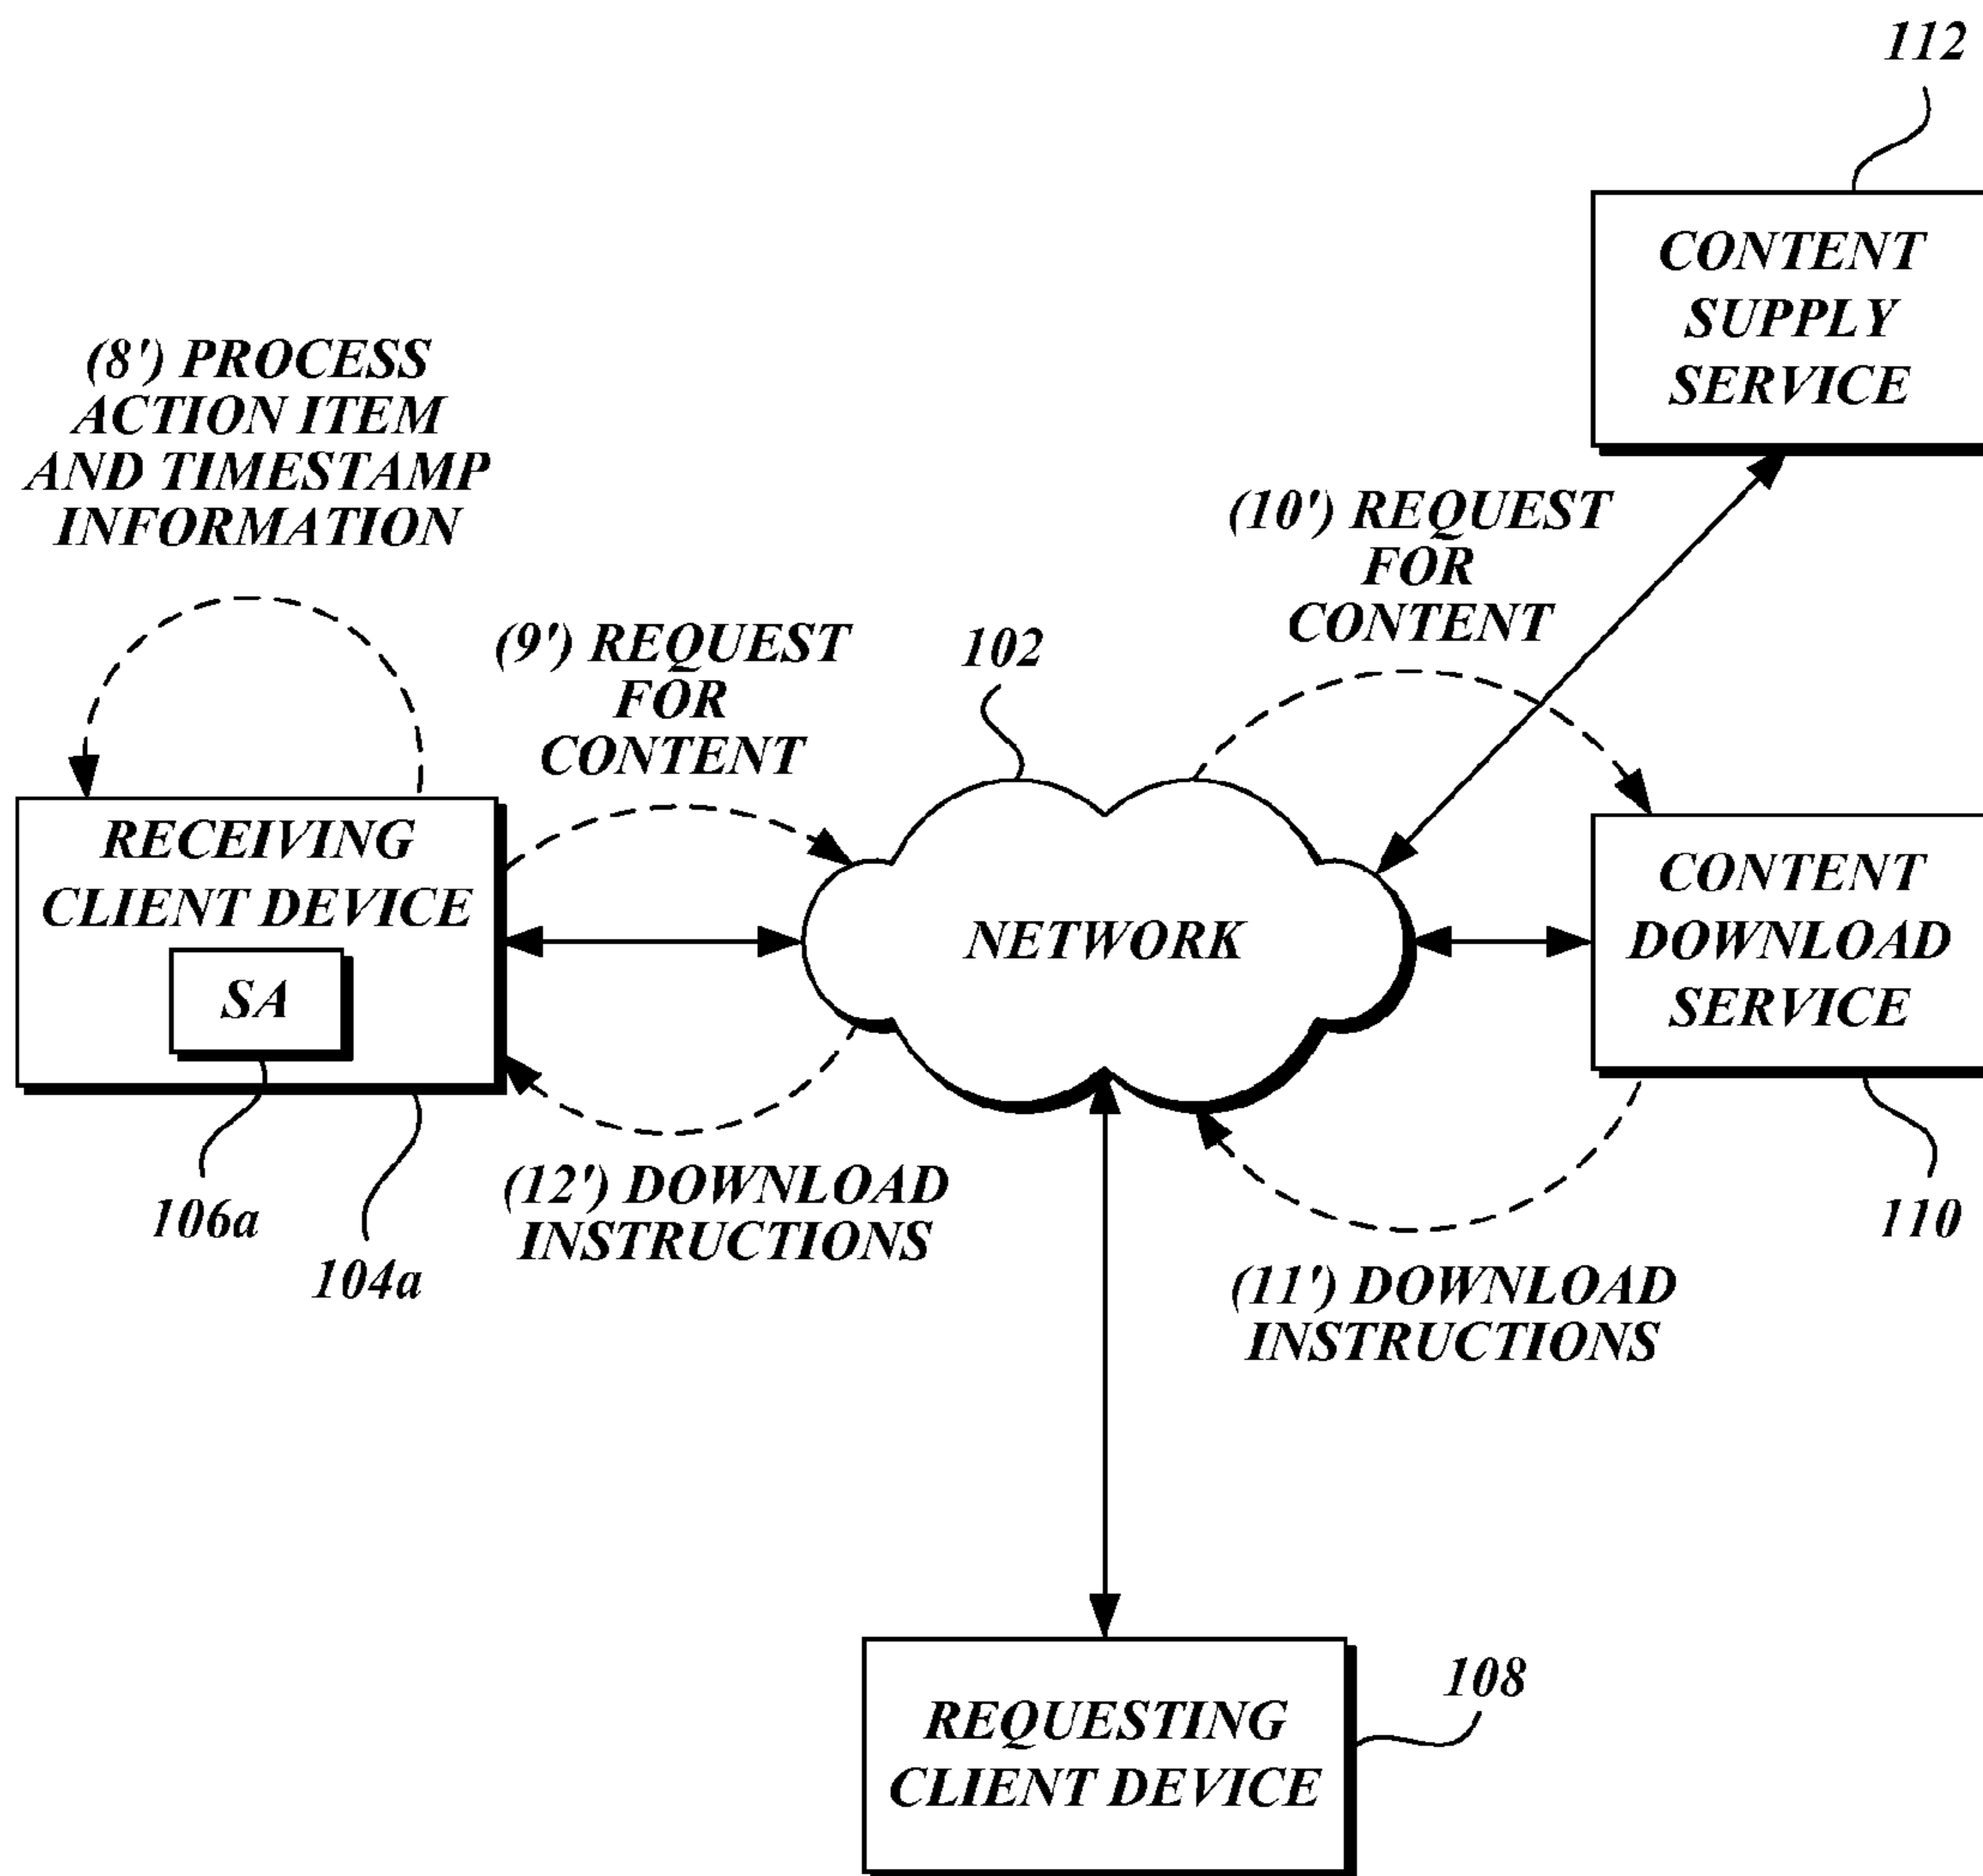 112
CONTENT
SUPPLY
SERVICE
(8') PROCESS
ACTION ITEM
AND TIMESTAMP
INFORMATION
(10') REQUEST
FOR
CONTENT
(9') REQUEST
FOR
CONTENT
102
RECEIVING
CLIENT DEVICE
SA
NETWORK
CONTENT
DOWNLOAD
SERVICE
106a
104a
(12') DOWNLOAD
INSTRUCTIONS
110
(11') DOWNLOAD
INSTRUCTIONS
108
REQUESTING
CLIENT DEVICE